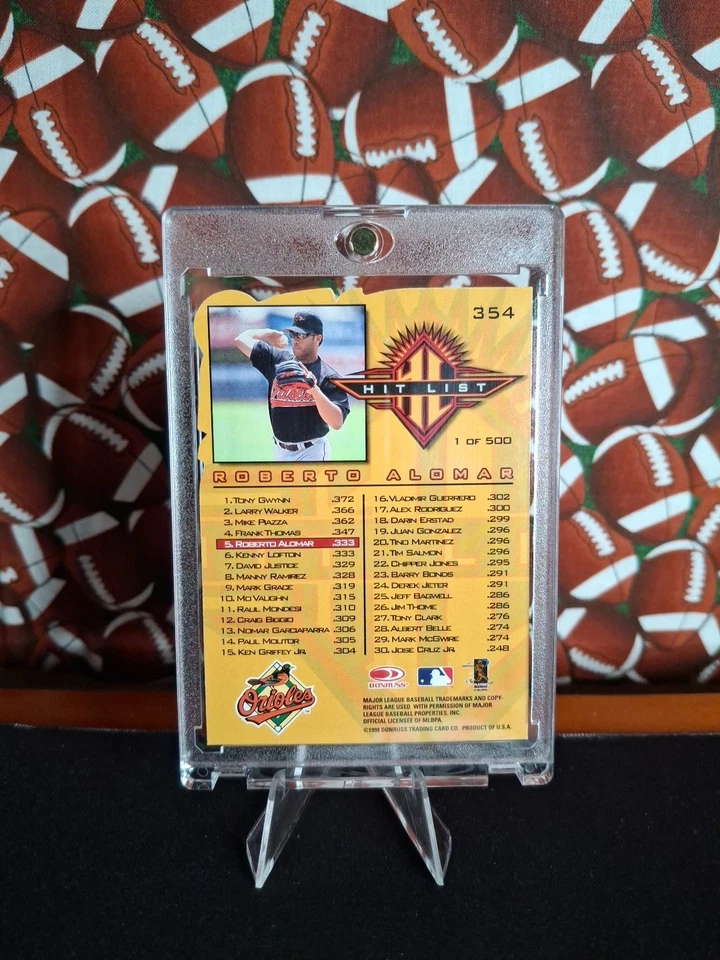 354
HIT LIST
1 OF 500
ROBERTO ALOMAR
1. TONY GWYNN .372
2. LARRY WALKER .366
3. MIKE PIAZZA .362
4. FRANK THOMAS .347
5. ROBERTO ALOMAR .333
6. KENNY LOFTON .333
7. DAVID JUSTICE .329
8. MANNY RAMIREZ .328
9. MARK GRACE .319
10. MO VAUGHN .315
11. RAUL MONDESI .310
12. CRAIG BIGGIO .309
13. NOMAR GARCIAPARRA .306
14. PAUL MOLITOR .305
15. KEN GRIFFEY JR. .304
16. VLADIMIR GUERRERO .302
17. ALEX RODRIGUEZ .300
18. DARIN ERSTAD .299
19. JUAN GONZALEZ .296
20. TINO MARTINEZ .296
21. TIM SALMON .296
22. CHIPPER JONES .295
23. BARRY BONDS .291
24. DEREK JETER .291
25. JEFF BAGWELL .286
26. JIM THOME .286
27. TONY CLARK .276
28. ALBERT BELLE .274
29. MARK MCGWIRE .274
30. JOSE CRUZ JR. .248
Orioles
DONRUSS
MAJOR LEAGUE BASEBALL TRADEMARKS AND COPY-
RIGHTS ARE USED WITH PERMISSION OF MAJOR
LEAGUE BASEBALL PROPERTIES, INC.
OFFICIAL LICENSEE OF MLBPA.
©1998 DONRUSS TRADING CARD CO PRODUCT OF U.S.A.